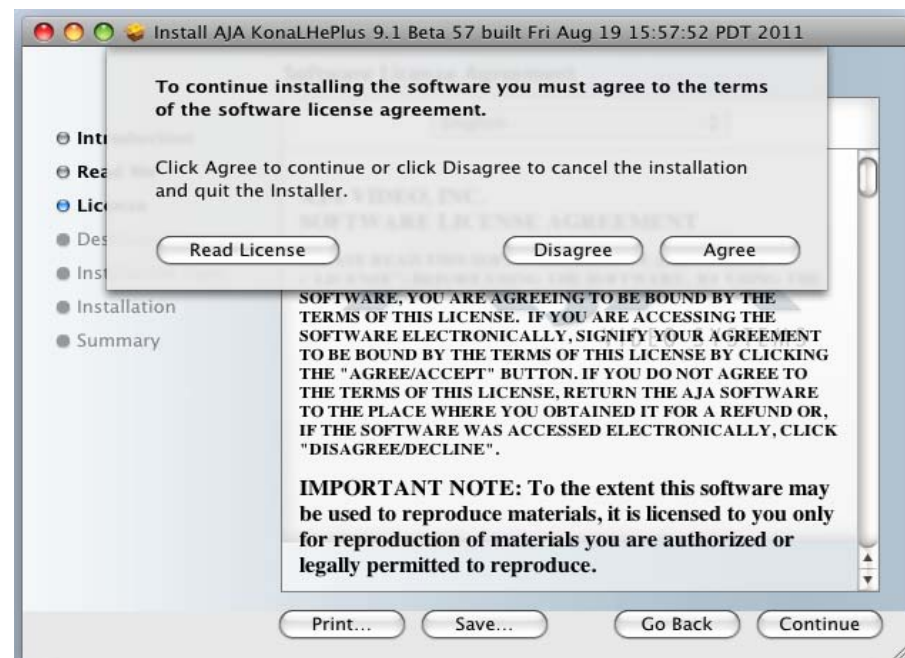 Install AJA KonaLHePlus 9.1 Beta 57 built Fri Aug 19 15:57:52 PDT 2011
To continue installing the software you must agree to the terms
of the software license agreement.
Click Agree to continue or click Disagree to cancel the installation
and quit the Installer.
Read License
Disagree
Agree
Installation
Summary
SOFTWARE LICENSE AGREEMENT
SOFTWARE, YOU ARE AGREEING TO BE BOUND BY THE
TERMS OF THIS LICENSE. IF YOU ARE ACCESSING THE
SOFTWARE ELECTRONICALLY, SIGNIFY YOUR AGREEMENT
TO BE BOUND BY THE TERMS OF THIS LICENSE BY CLICKING
THE "AGREE/ACCEPT" BUTTON. IF YOU DO NOT AGREE TO
THE TERMS OF THIS LICENSE, RETURN THE AJA SOFTWARE
TO THE PLACE WHERE YOU OBTAINED IT FOR A REFUND OR,
IF THE SOFTWARE WAS ACCESSED ELECTRONICALLY, CLICK
"DISAGREE/DECLINE".
VIDEO SYSTEMS
IMPORTANT NOTE: To the extent this software may
be used to reproduce materials, it is licensed to you only
for reproduction of materials you are authorized or
legally permitted to reproduce.
Print...
Save...
Go Back
Continue